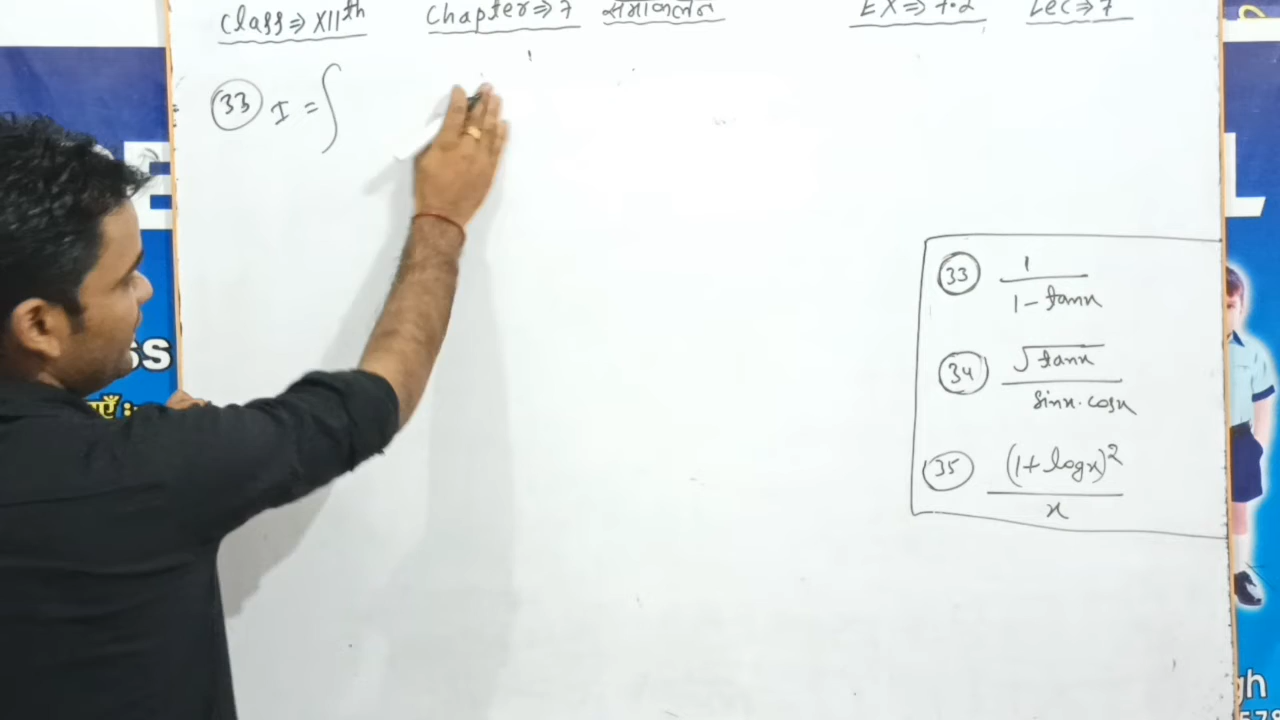 Class ⇒ XIIth Chapter ⇒ 7 समाकलन EX ⇒ 7.2 Lec ⇒ 7
33 I = ∫
33 1 / (1 - tanx)
34 √tanx / (sinx.cosx)
35 (1 + logx)² / x